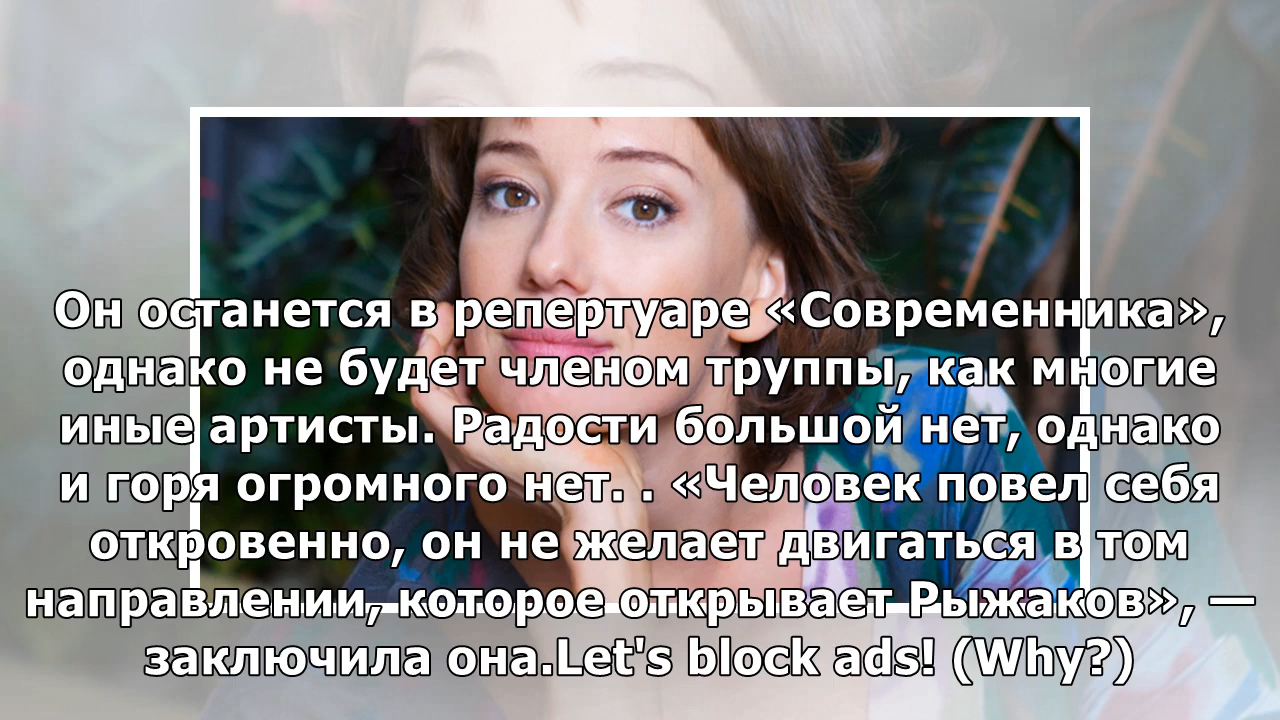 Он останется в репертуаре «Современника»,
однако не будет членом труппы, как многие
иные артисты. Радости большой нет, однако
и горя огромного нет. . «Человек повел себя
откровенно, он не желает двигаться в том
направлении, которое открывает Рыжаков», —
заключила она.Let's block ads! (Why?)